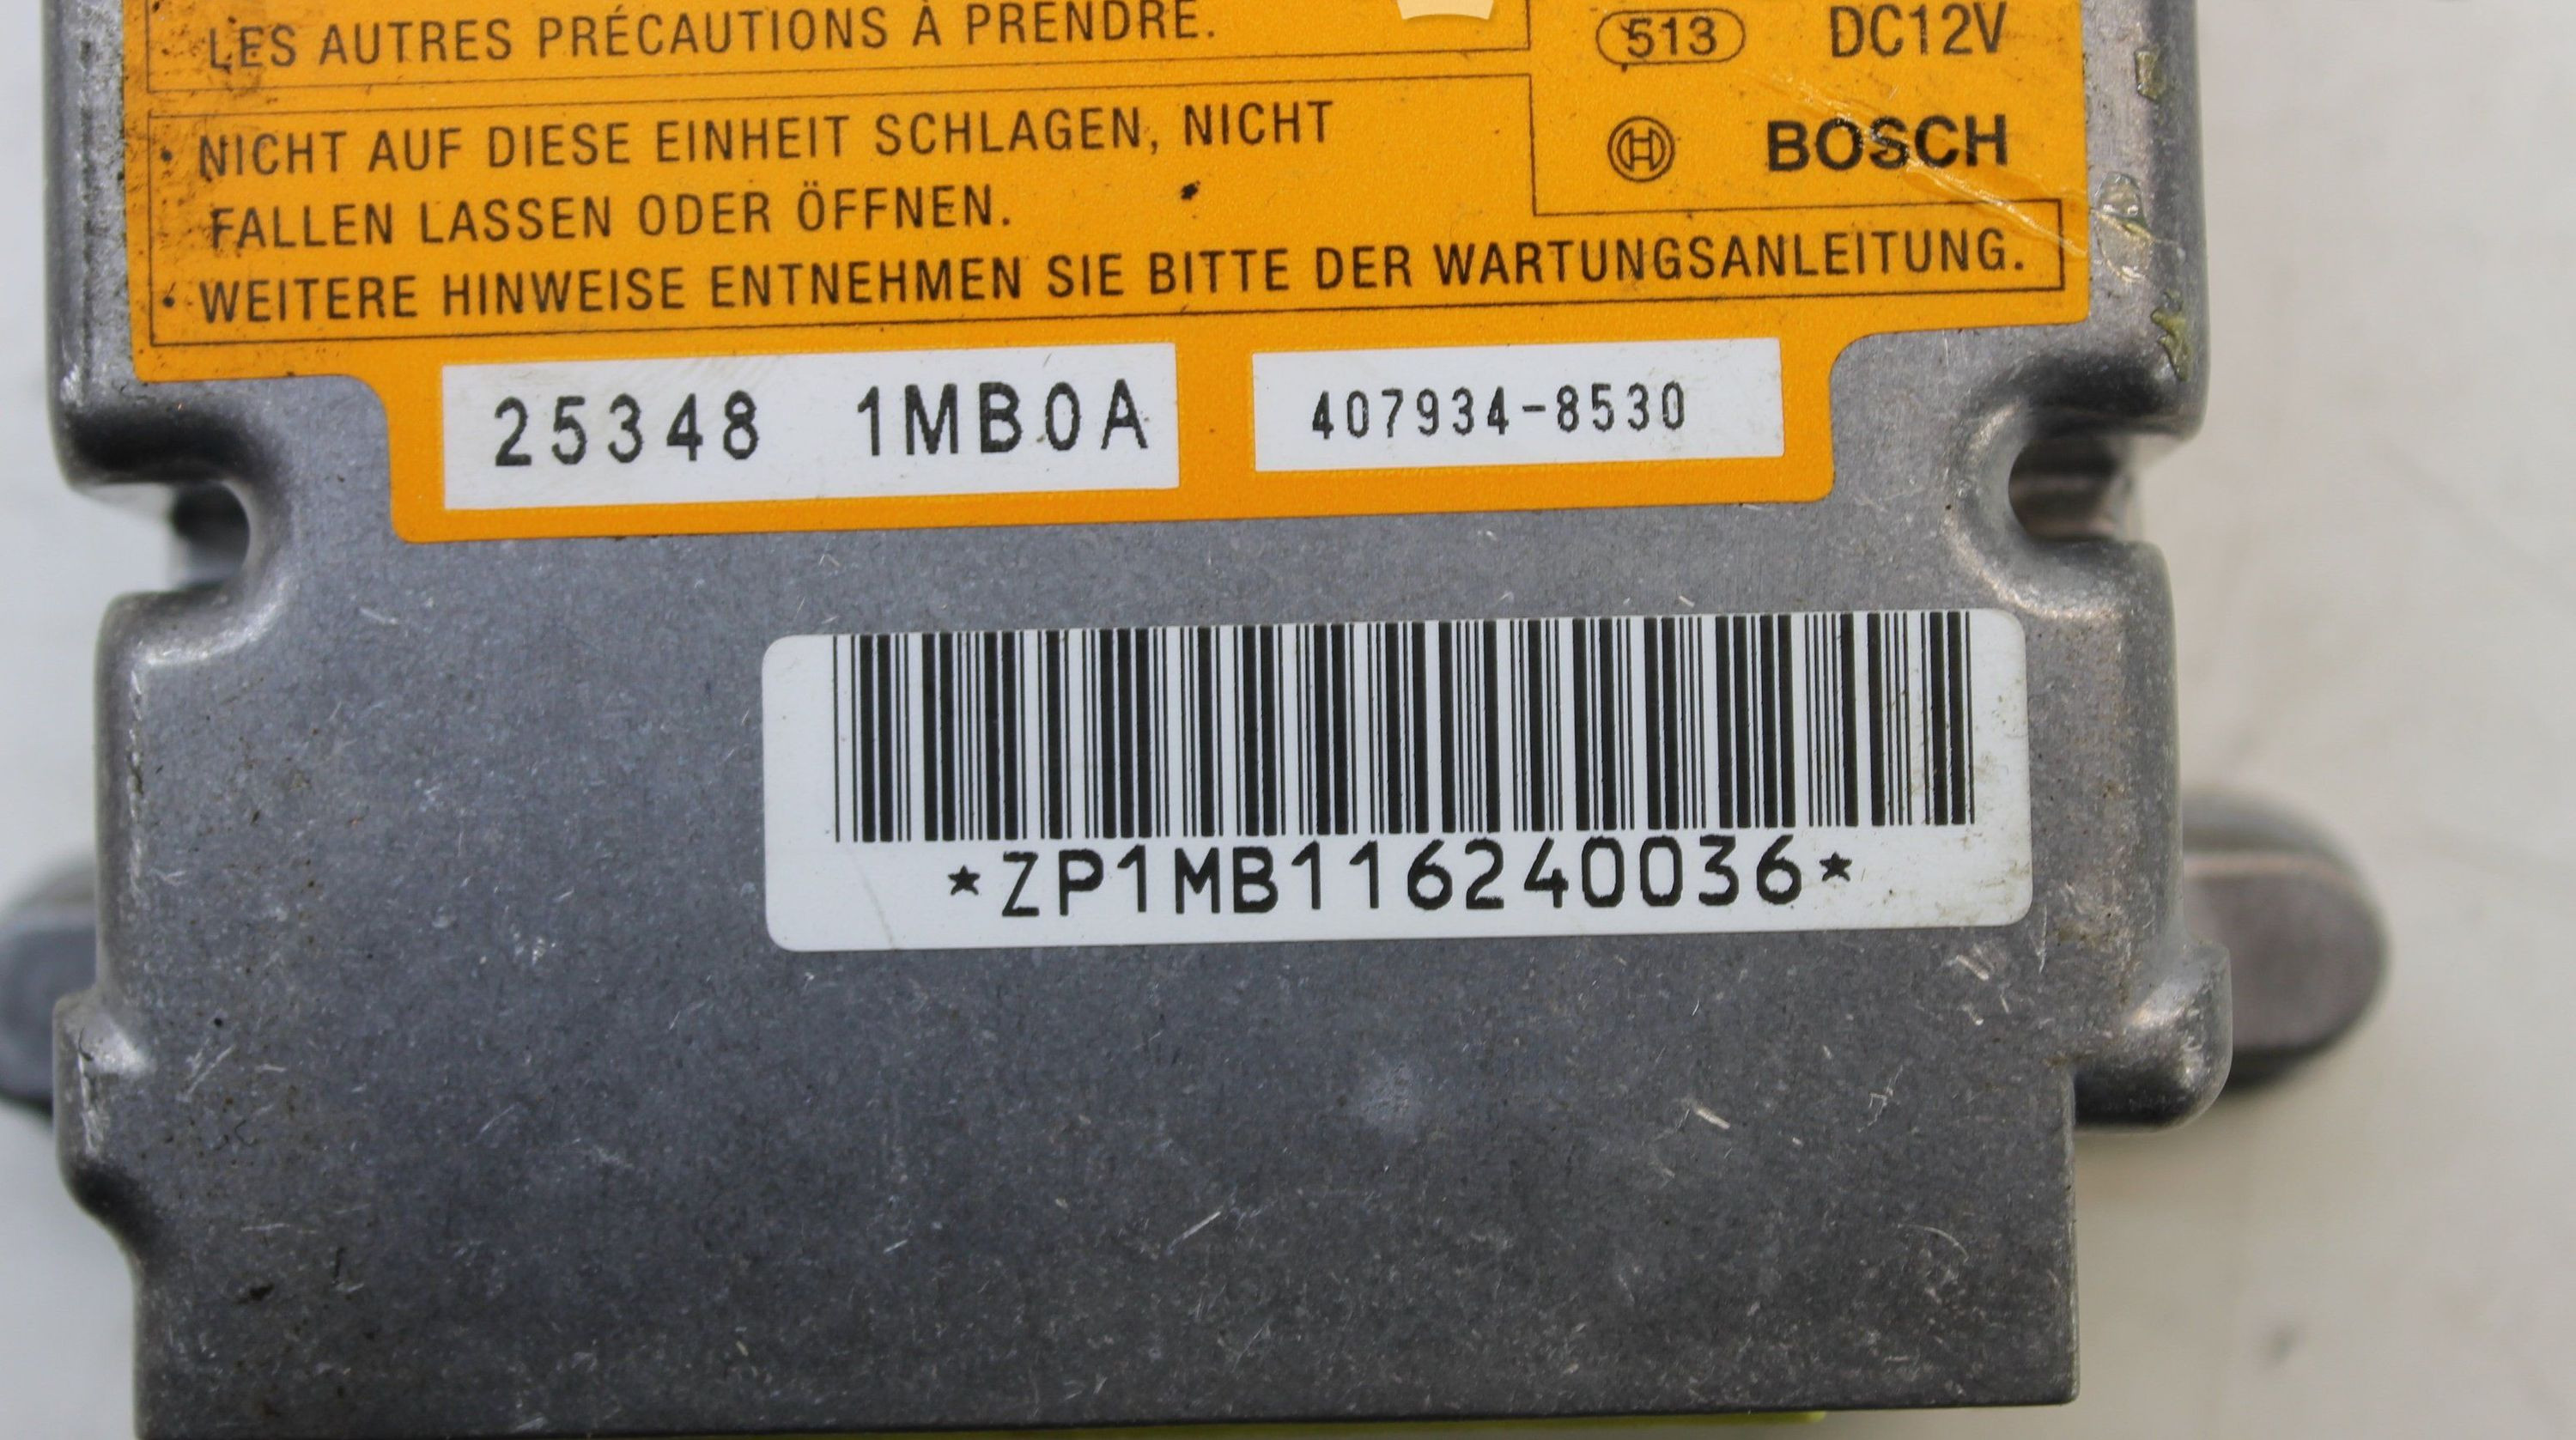 LES AUTRES PRÉCAUTIONS À PRENDRE.
513 DC12V
BOSCH
• NICHT AUF DIESE EINHEIT SCHLAGEN, NICHT
FALLEN LASSEN ODER ÖFFNEN.
• WEITERE HINWEISE ENTNEHMEN SIE BITTE DER WARTUNGSANLEITUNG.
25348 1MB0A
407934-8530
*ZP1MB116240036*